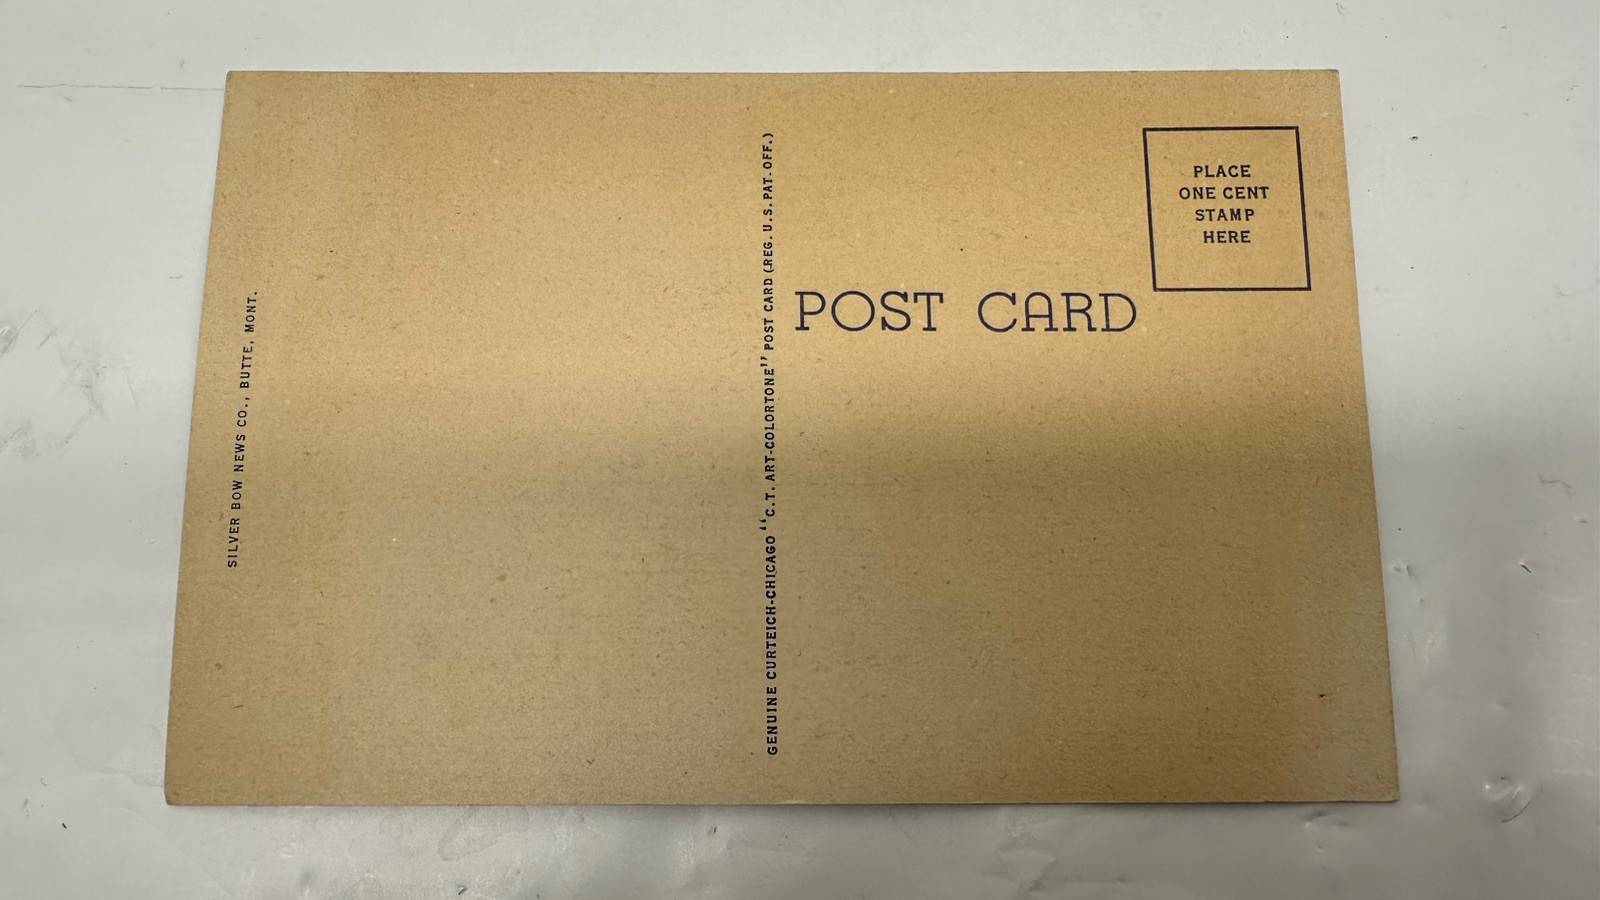 SILVER BOW NEWS CO., BUTTE, MONT.
GENUINE CURTEICH-CHICAGO "C.T. ART-COLORTONE" POST CARD (REG. U.S. PAT. OFF.)
POST CARD
PLACE
ONE CENT
STAMP
HERE